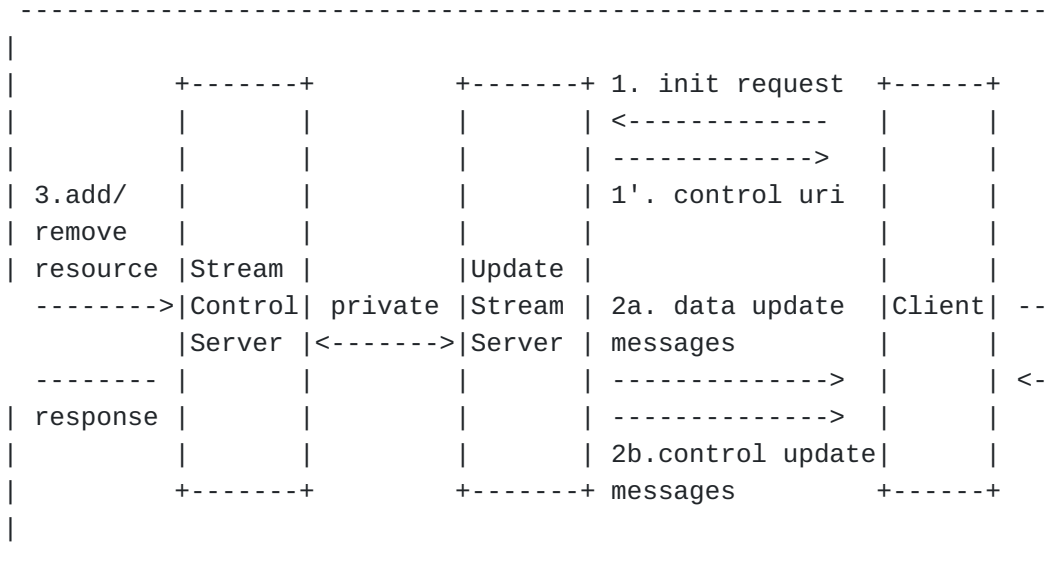 -------------------------------------------------------------------
|
|          +-------+         +-------+ 1. init request  +------+
|          |       |         |       | <-------------   |      |
|          |       |         |       | ------------->   |      |
| 3.add/   |       |         |       | 1'. control uri  |      |
| remove   |       |         |       |                  |      |
| resource |Stream |         |Update |                  |      |
  -------->|Control| private |Stream | 2a. data update  |Client| --
           |Server |<------->|Server | messages         |      |
  -------- |       |         |       | -------------->  |      | <-
| response |       |         |       | -------------->  |      |
|          |       |         |       | 2b.control update|      |
|          +-------+         +-------+ messages         +------+
|